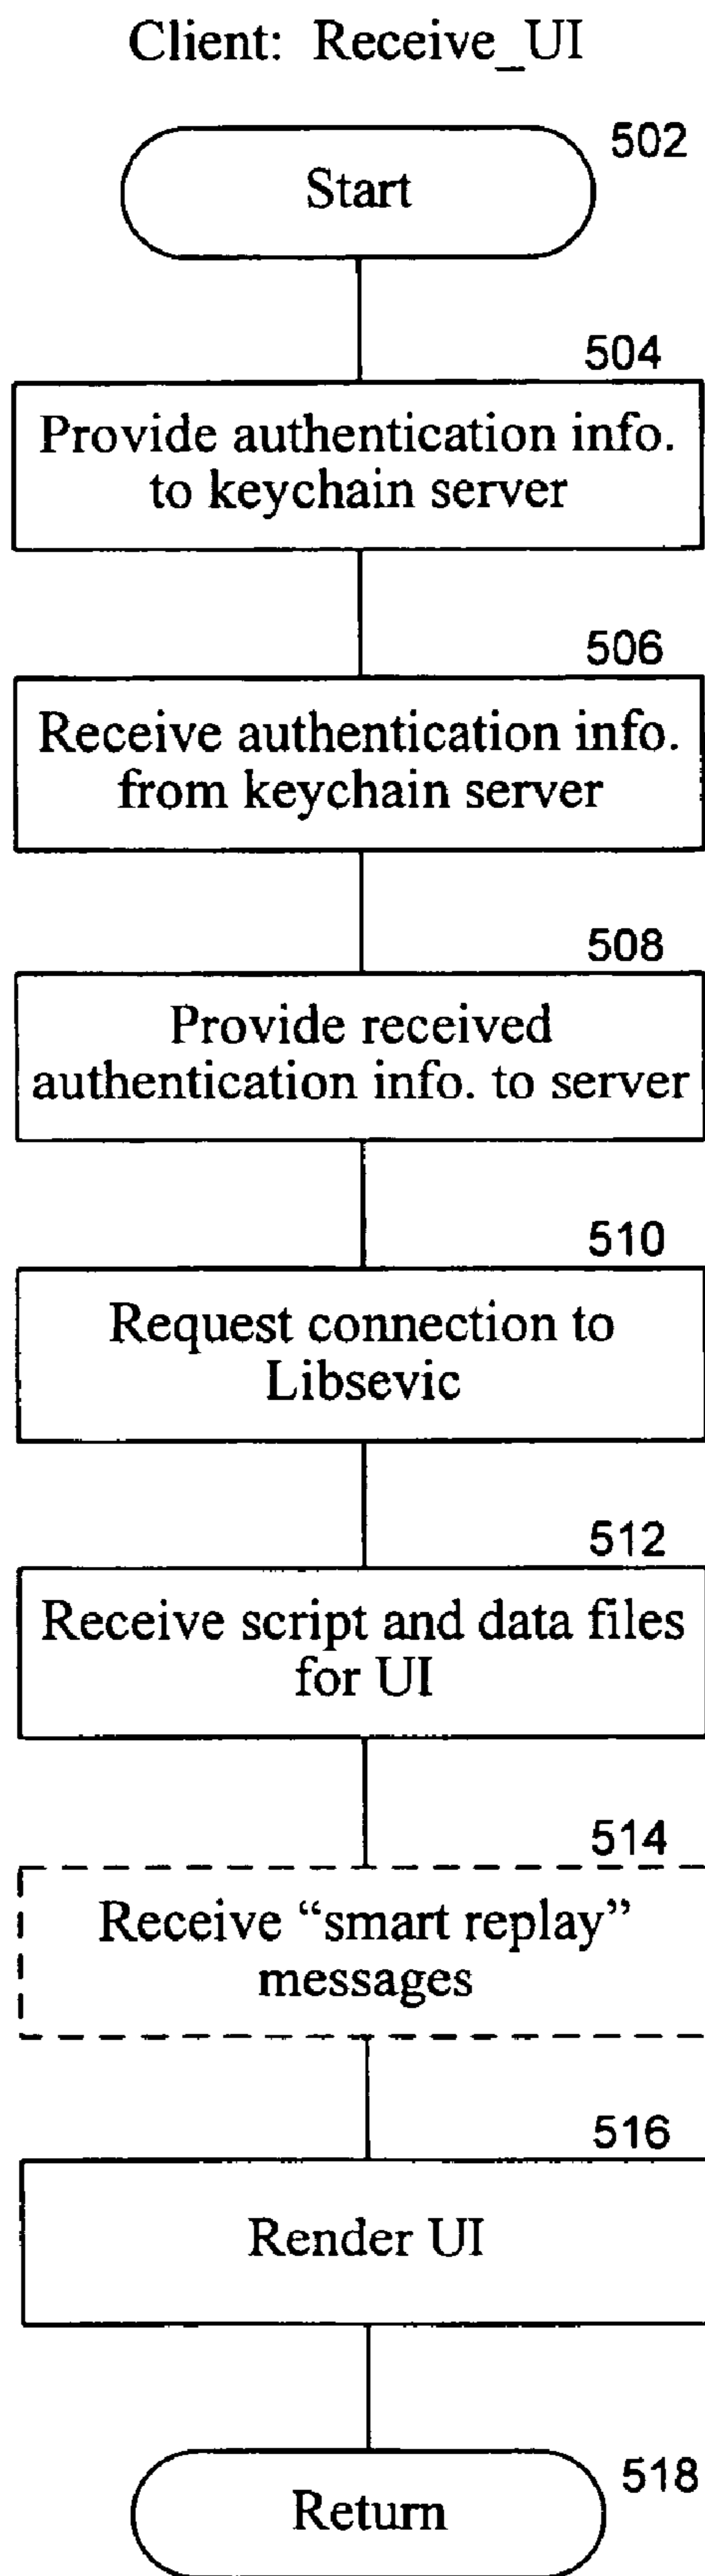 Client: Receive_UI
502
Start
504
Provide authentication info.
to keychain server
506
Receive authentication info.
from keychain server
508
Provide received
authentication info. to server
510
Request connection to
Libsevic
512
Receive script and data files
for UI
514
Receive “smart replay”
messages
516
Render UI
518
Return